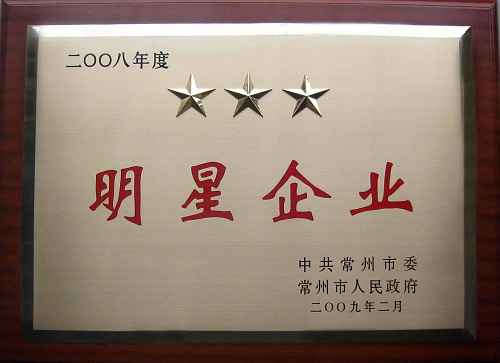 二〇〇八年度
明星企业
中共常州市委
常州市人民政府
二〇〇九年二月